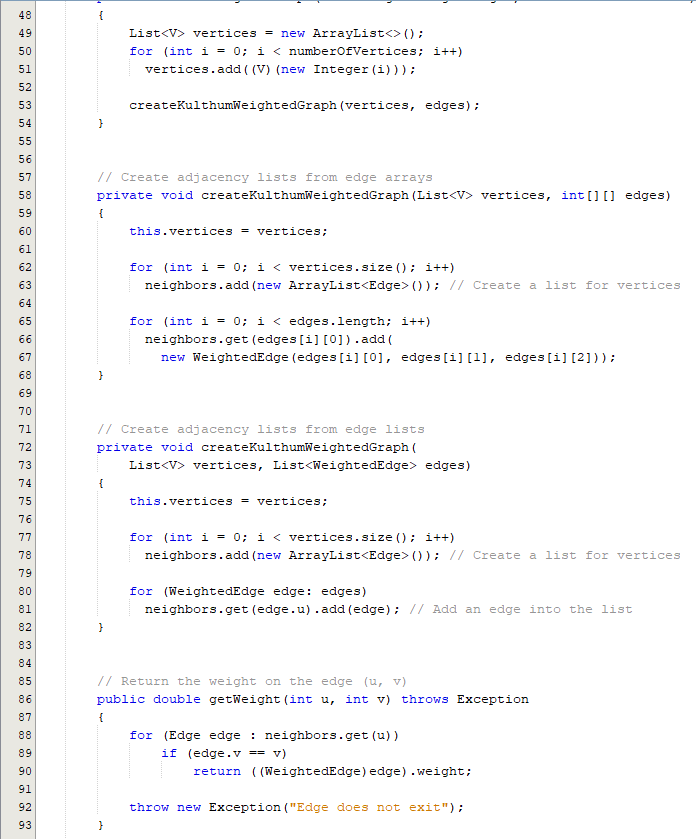 48 {
49 List<V> vertices = new ArrayList<>();
50 for (int i = 0; i < numberOfVertices; i++)
51 vertices.add((V)(new Integer(i)));
52
53 createKulthumWeightedGraph(vertices, edges);
54 }
55
56
57 // Create adjacency lists from edge arrays
58 private void createKulthumWeightedGraph(List<V> vertices, int[][] edges)
59 {
60 this.vertices = vertices;
61
62 for (int i = 0; i < vertices.size(); i++)
63 neighbors.add(new ArrayList<Edge>()); // Create a list for vertices
64
65 for (int i = 0; i < edges.length; i++)
66 neighbors.get(edges[i][0]).add(
67 new WeightedEdge(edges[i][0], edges[i][1], edges[i][2]));
68 }
69
70
71 // Create adjacency lists from edge lists
72 private void createKulthumWeightedGraph(
73 List<V> vertices, List<WeightedEdge> edges)
74 {
75 this.vertices = vertices;
76
77 for (int i = 0; i < vertices.size(); i++)
78 neighbors.add(new ArrayList<Edge>()); // Create a list for vertices
79
80 for (WeightedEdge edge: edges)
81 neighbors.get(edge.u).add(edge); // Add an edge into the list
82 }
83
84
85 // Return the weight on the edge (u, v)
86 public double getWeight(int u, int v) throws Exception
87 {
88 for (Edge edge : neighbors.get(u))
89 if (edge.v == v)
90 return ((WeightedEdge)edge).weight;
91
92 throw new Exception("Edge does not exit");
93 }